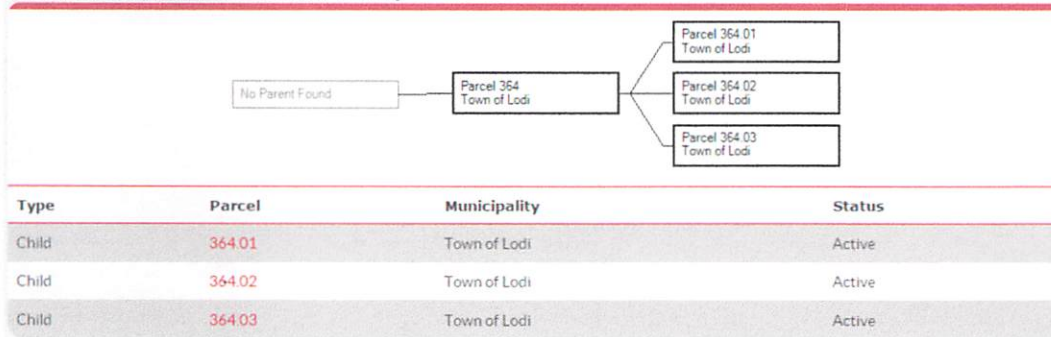 Parcel 364.01
Town of Lodi
No Parent Found
Parcel 364
Town of Lodi
Parcel 364.02
Town of Lodi
Parcel 364.03
Town of Lodi
Type Parcel Municipality Status
Child 364.01 Town of Lodi Active
Child 364.02 Town of Lodi Active
Child 364.03 Town of Lodi Active